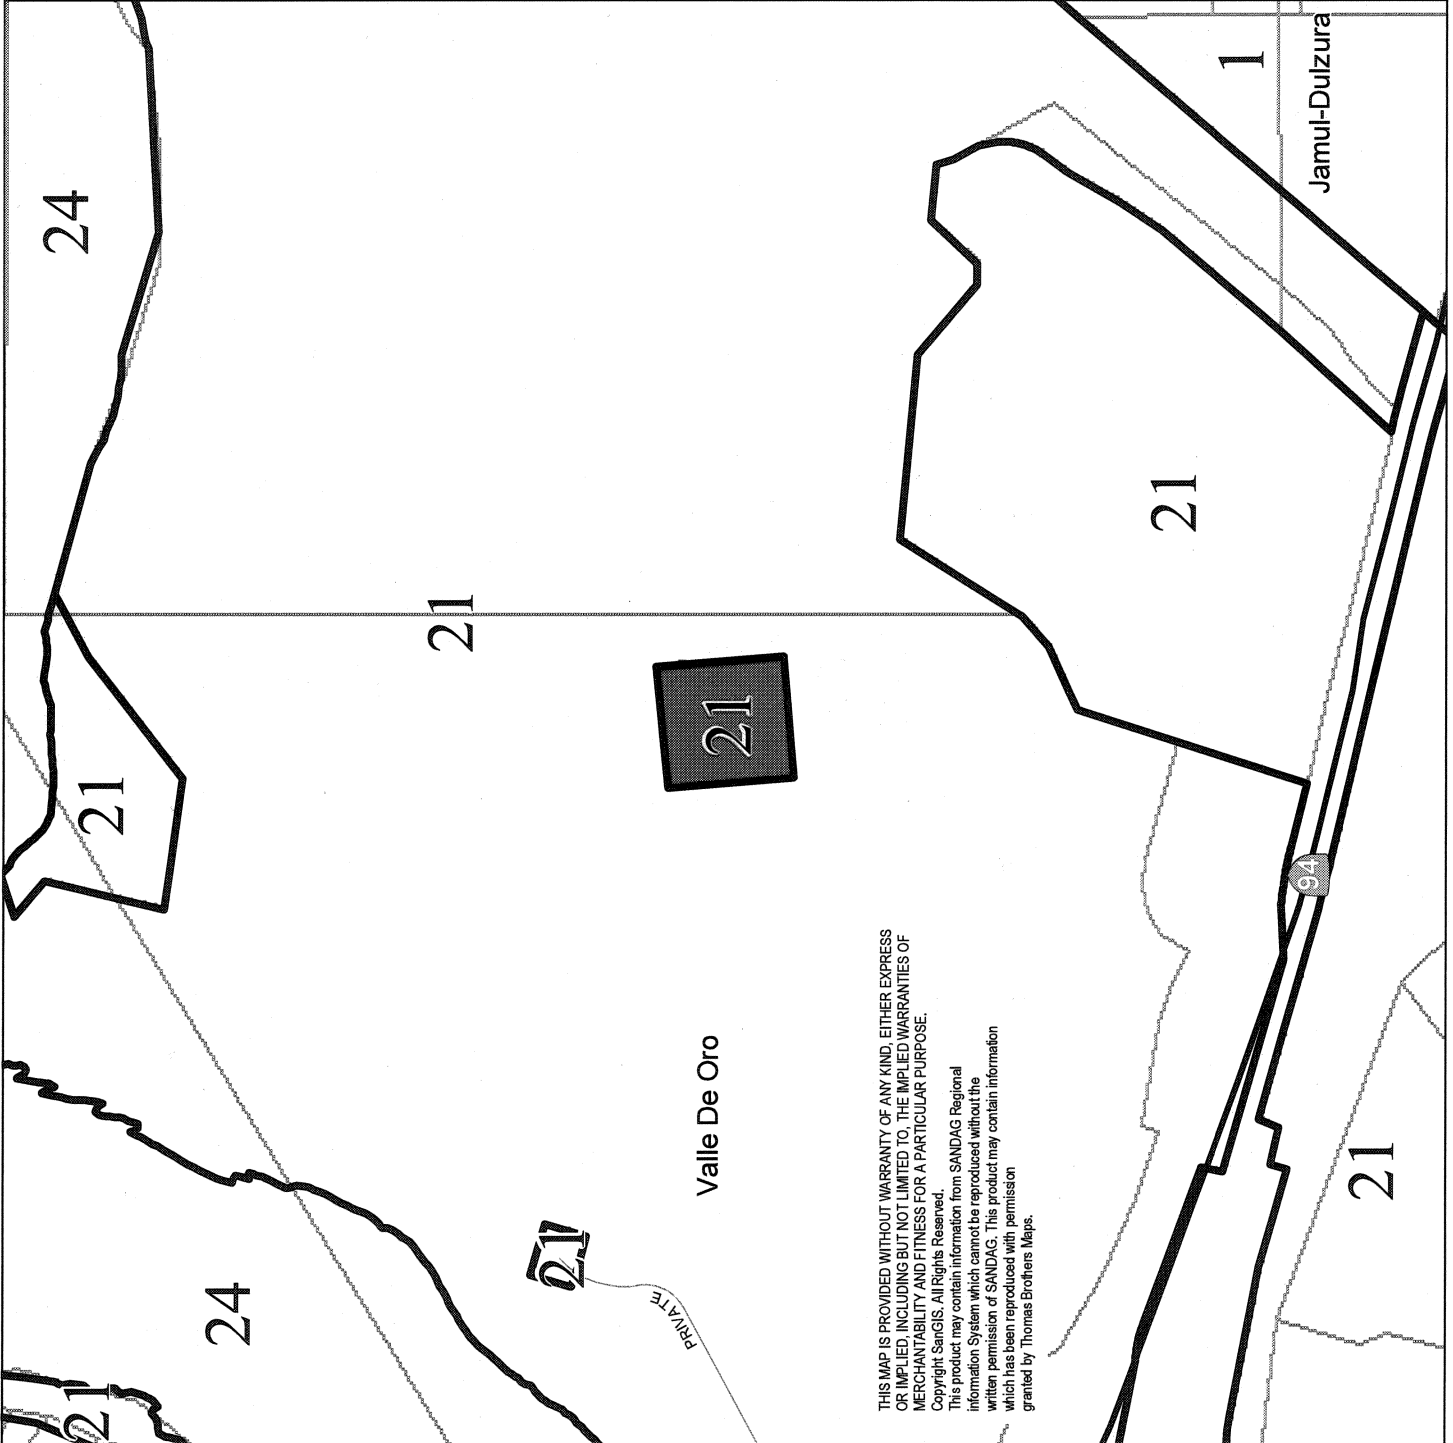 24
1
Jamul-Dulzura
21
21
21
21
94
THIS MAP IS PROVIDED WITHOUT WARRANTY OF ANY KIND, EITHER EXPRESS
OR IMPLIED, INCLUDING BUT NOT LIMITED TO, THE IMPLIED WARRANTIES OF
MERCHANTABILITY AND FITNESS FOR A PARTICULAR PURPOSE.
Copyright SanGIS. All Rights Reserved.
This product may contain information from SANDAG Regional
information System which cannot be reproduced without the
written permission of SANDAG. This product may contain information
which has been reproduced with permission
granted by Thomas Brothers Maps.
Valle De Oro
21
21
PRIVATE
24
21